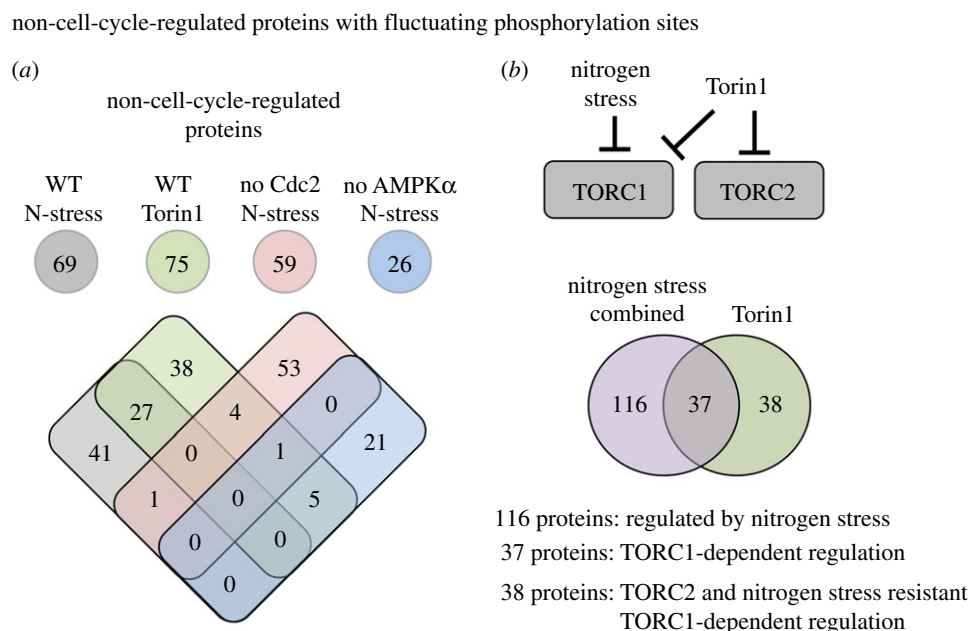 non-cell-cycle-regulated proteins with fluctuating phosphorylation sites
(a)
non-cell-cycle-regulated
proteins
WT
N-stress
WT
Torin1
no Cdc2
N-stress
no AMPKα
N-stress
69
75
59
26
38
53
27
4
0
41
0
1
21
1
0
5
0
0
0
(b)
nitrogen
stress
Torin1
TORC1
TORC2
nitrogen stress
combined
Torin1
116
37
38
116 proteins: regulated by nitrogen stress
37 proteins: TORC1-dependent regulation
38 proteins: TORC2 and nitrogen stress resistant
TORC1-dependent regulation